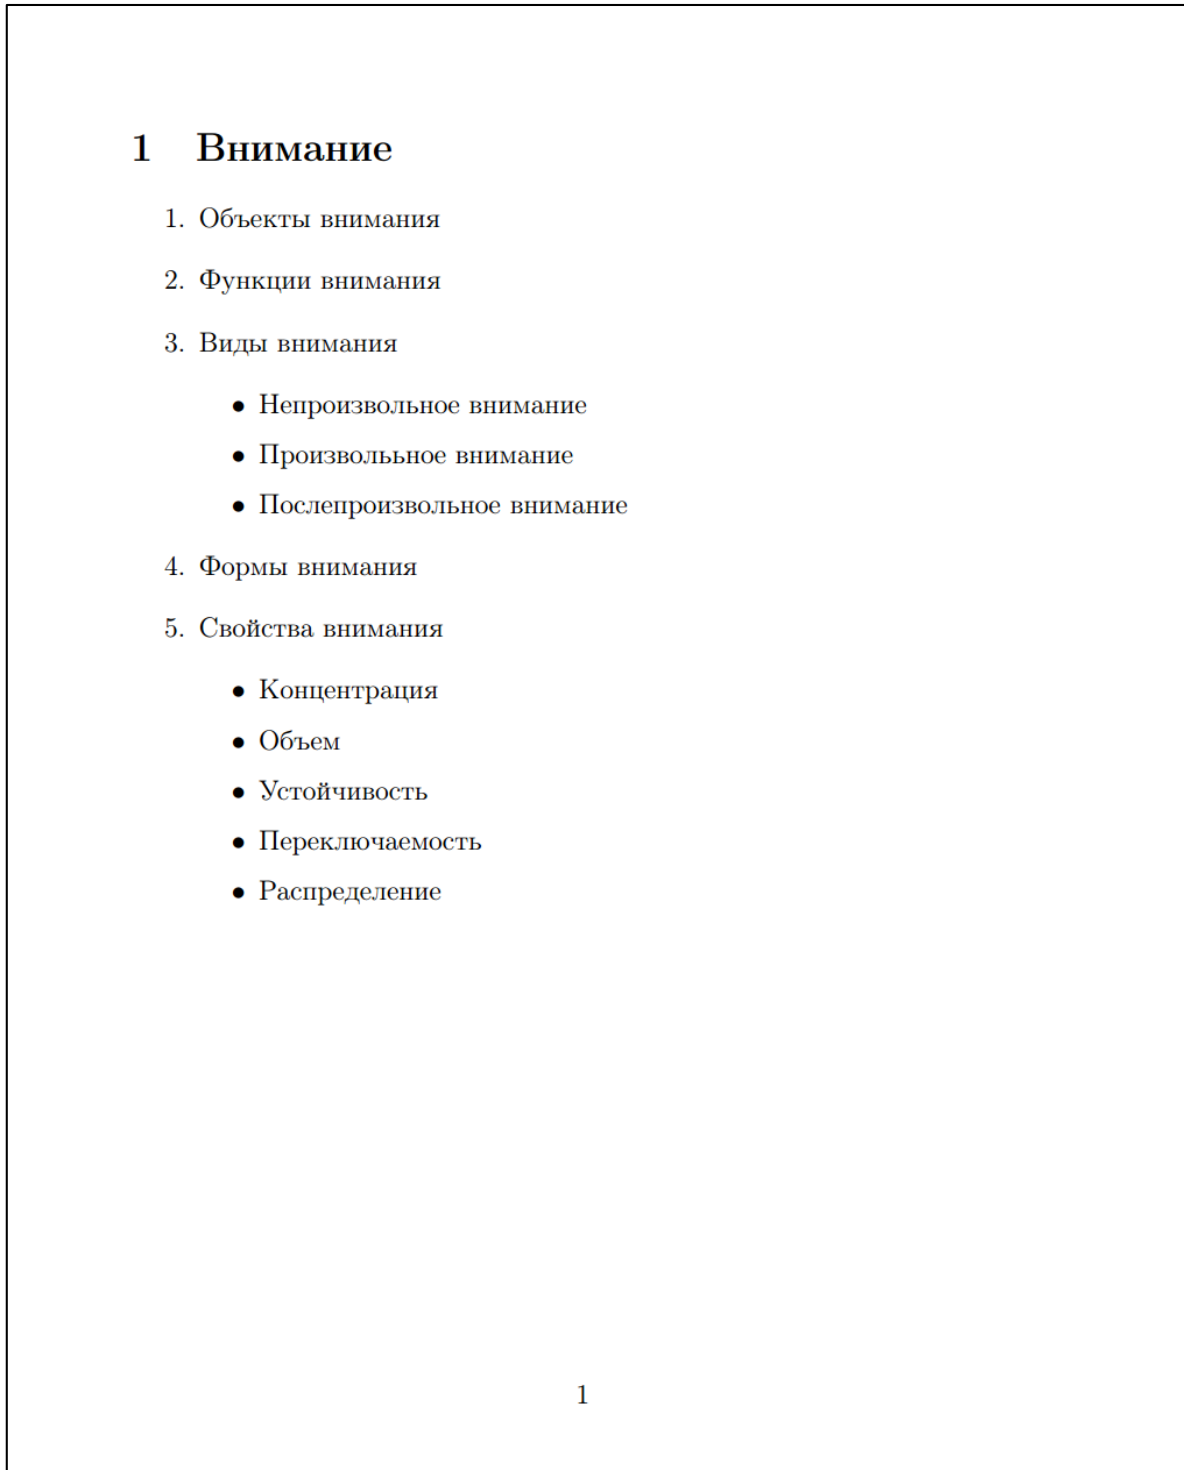 1 Внимание
1. Объекты внимания
2. Функции внимания
3. Виды внимания
• Непроизвольное внимание
• Произволььное внимание
• Послепроизвольное внимание
4. Формы внимания
5. Свойства внимания
• Концентрация
• Объем
• Устойчивость
• Переключаемость
• Распределение
1